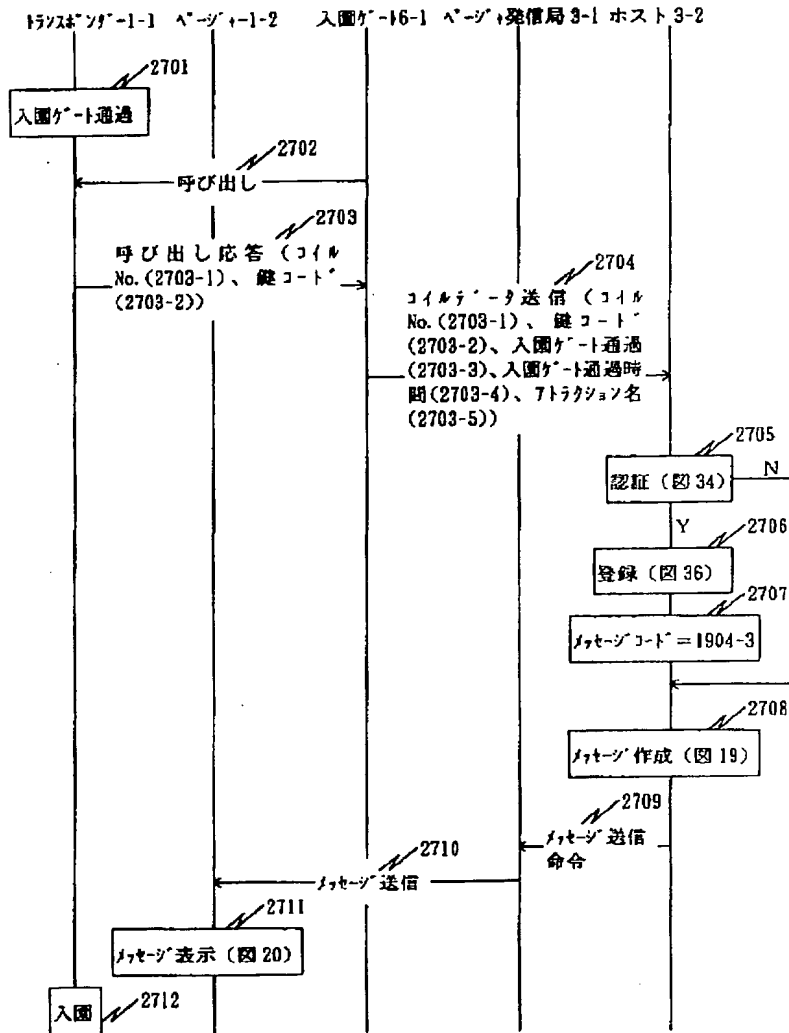 トランスポンダー1-1 ページャー1-2 入園ゲート6-1 ページャ発信局3-1 ホスト3-2
2701
入園ゲート通過
2702
呼び出し
2703
呼び出し応答（コイル
No.(2703-1)、鍵コード
(2703-2))
2704
コイルデータ送信（コイル
No.(2703-1)、鍵コード
(2703-2)、入園ゲート通過
(2703-3)、入園ゲート通過時
間(2703-4)、アトラクション名
(2703-5))
2705
認証（図34）
N
Y
2706
登録（図36）
2707
メッセージコード＝1904-3
2708
メッセージ作成（図19）
2709
メッセージ送信
命令
2710
メッセージ送信
2711
メッセージ表示（図20）
入園
2712